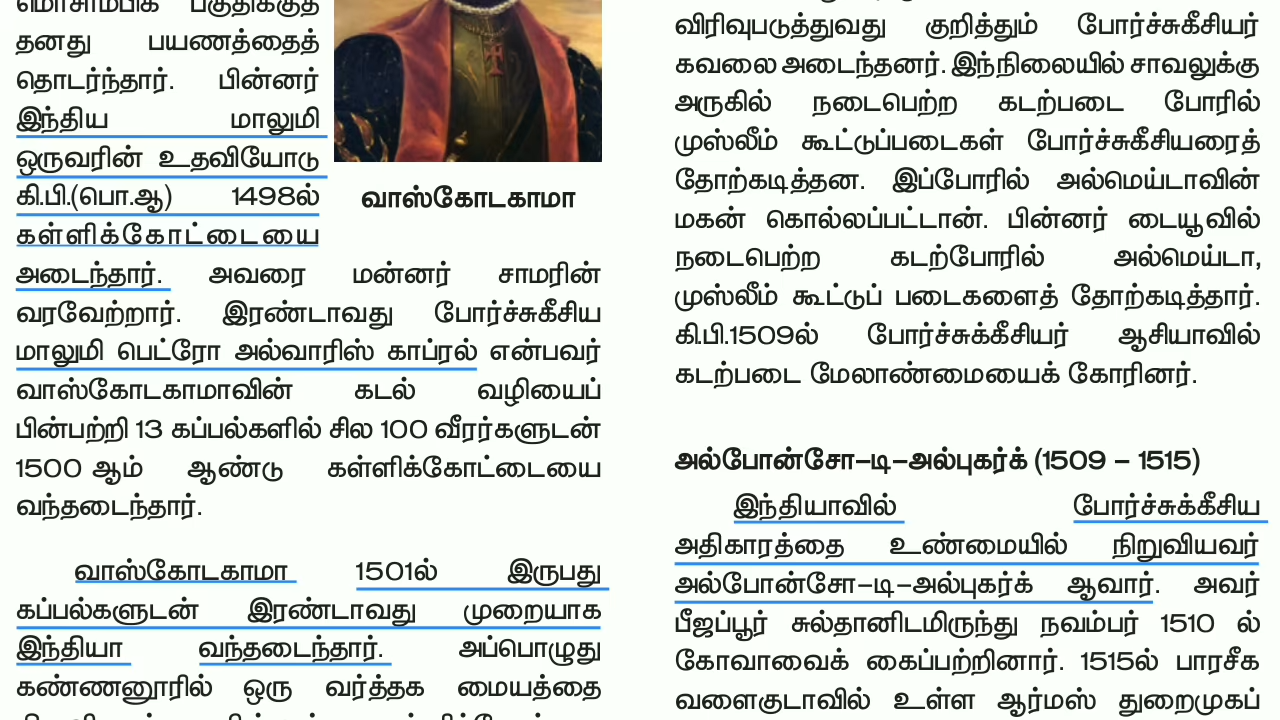 மொசாம்பிக் பகுதிக்குத்
தனது பயணத்தைத்
தொடர்ந்தார். பின்னர்
இந்திய மாலுமி
ஒருவரின் உதவியோடு
கி.பி.(பொ.ஆ) 1498ல்
கள்ளிக்கோட்டையை
அடைந்தார். அவரை மன்னர் சாமரின்
வரவேற்றார். இரண்டாவது போர்ச்சுகீசிய
மாலுமி பெட்ரோ அல்வாரிஸ் காப்ரல் என்பவர்
வாஸ்கோடகாமாவின் கடல் வழியைப்
பின்பற்றி 13 கப்பல்களில் சில 100 வீரர்களுடன்
1500 ஆம் ஆண்டு கள்ளிக்கோட்டையை
வந்தடைந்தார்.
வாஸ்கோடகாமா 1501ல் இருபது
கப்பல்களுடன் இரண்டாவது முறையாக
இந்தியா வந்தடைந்தார். அப்பொழுது
கண்ணனூரில் ஒரு வர்த்தக மையத்தை
வாஸ்கோடகாமா
விரிவுபடுத்துவது குறித்தும் போர்ச்சுகீசியர்
கவலை அடைந்தனர். இந்நிலையில் சாவலுக்கு
அருகில் நடைபெற்ற கடற்படை போரில்
முஸ்லீம் கூட்டுப்படைகள் போர்ச்சுகீசியரைத்
தோற்கடித்தன. இப்போரில் அல்மெய்டாவின்
மகன் கொல்லப்பட்டான். பின்னர் டையூவில்
நடைபெற்ற கடற்போரில் அல்மெய்டா,
முஸ்லீம் கூட்டுப் படைகளைத் தோற்கடித்தார்.
கி.பி.1509ல் போர்ச்சுக்கீசியர் ஆசியாவில்
கடற்படை மேலாண்மையைக் கோரினர்.
அல்போன்சோ–டி–அல்புகர்க் (1509 – 1515)
இந்தியாவில் போர்ச்சுக்கீசிய
அதிகாரத்தை உண்மையில் நிறுவியவர்
அல்போன்சோ–டி–அல்புகர்க் ஆவார். அவர்
பீஜப்பூர் சுல்தானிடமிருந்து நவம்பர் 1510 ல்
கோவாவைக் கைப்பற்றினார். 1515ல் பாரசீக
வளைகுடாவில் உள்ள ஆர்மஸ் துறைமுகப்